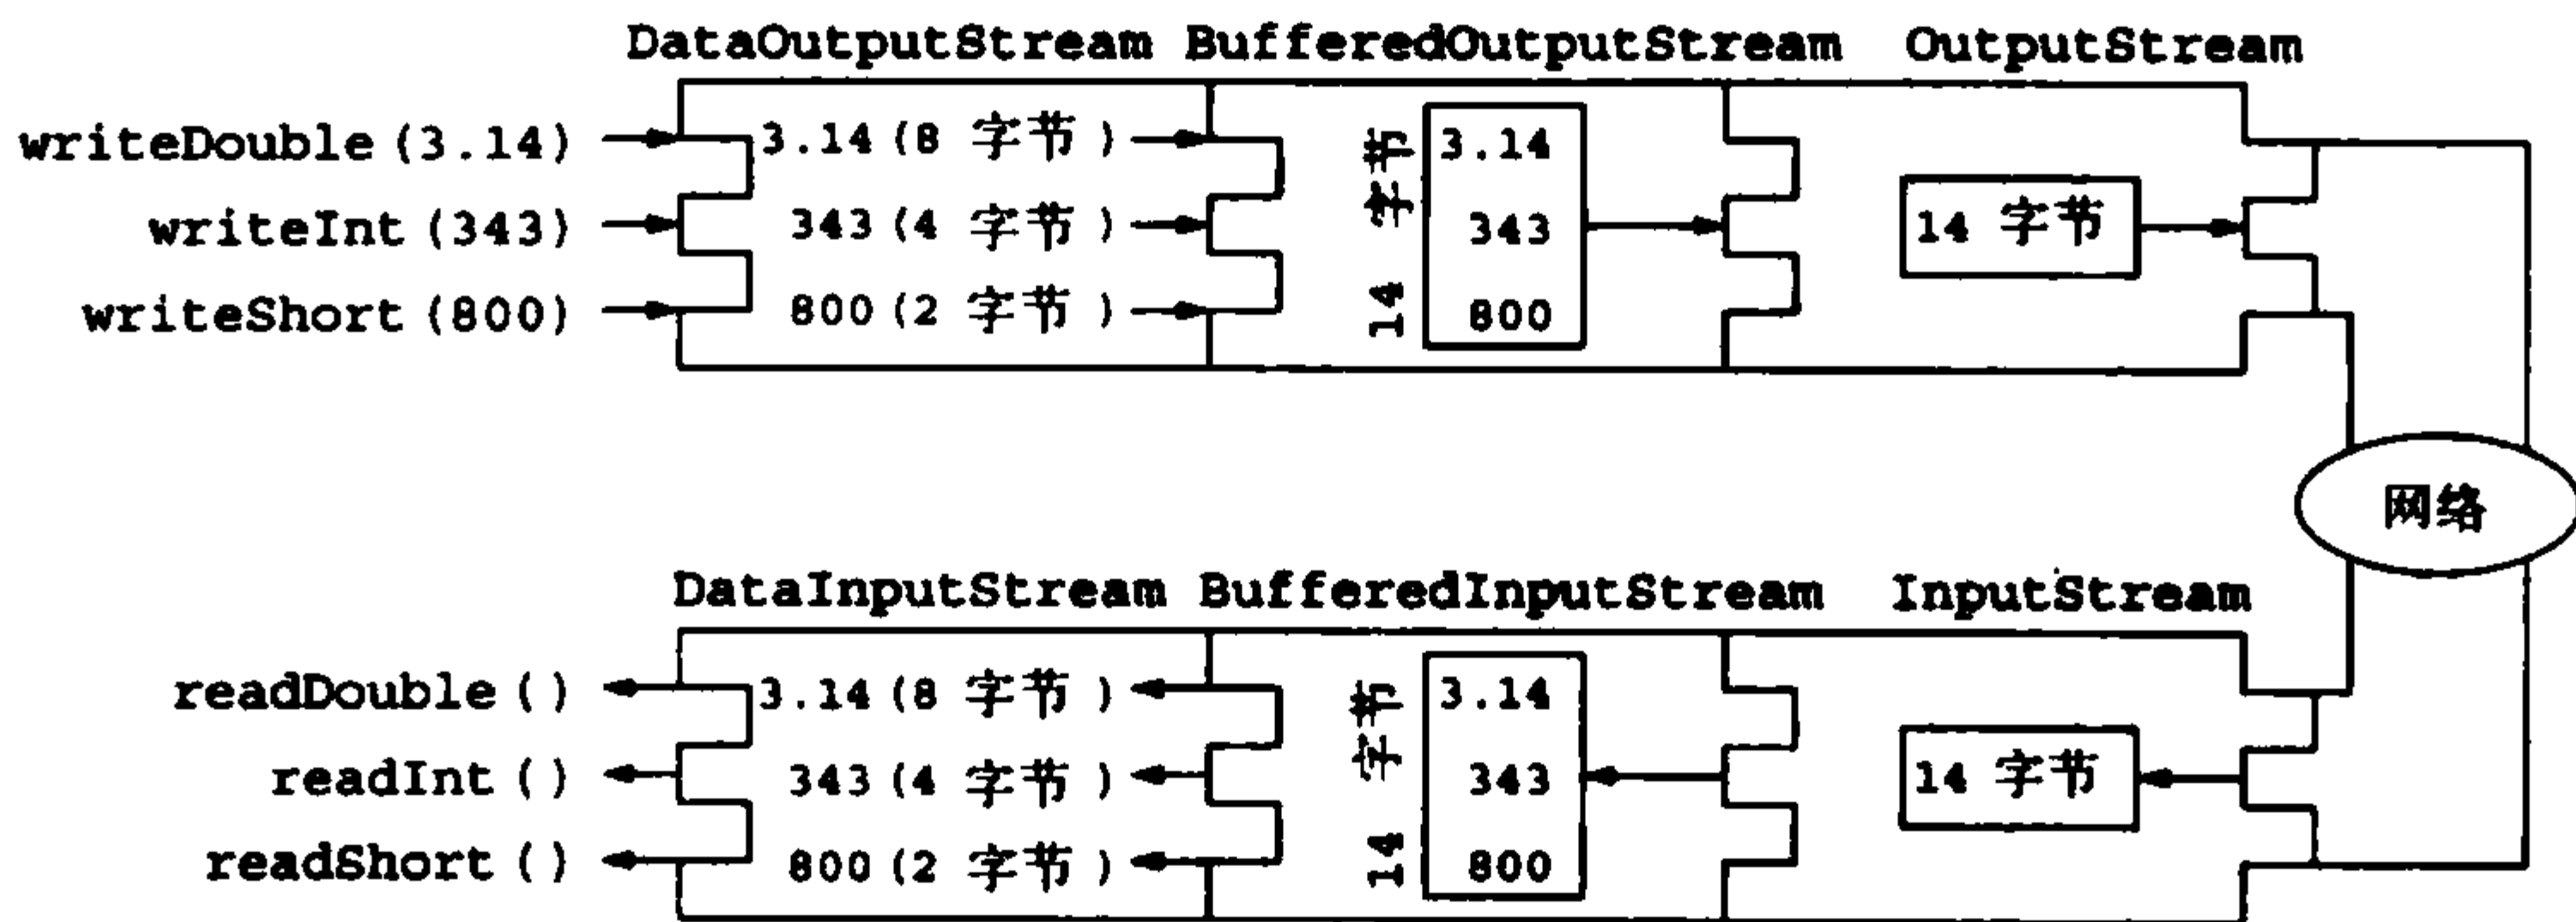 DataOutputStream BufferedOutputStream OutputStream
writeDouble (3.14) 3.14 (8 字节 ) 3.14
writeInt (343) 343 (4 字节 ) 343 14 字节
writeShort (800) 800 (2 字节 ) 800
14 字节
网络
DataInputStream BufferedInputStream InputStream
readDouble () 3.14 (8 字节 ) 3.14
readInt () 343 (4 字节 ) 343 14 字节
readShort () 800 (2 字节 ) 800
14 字节